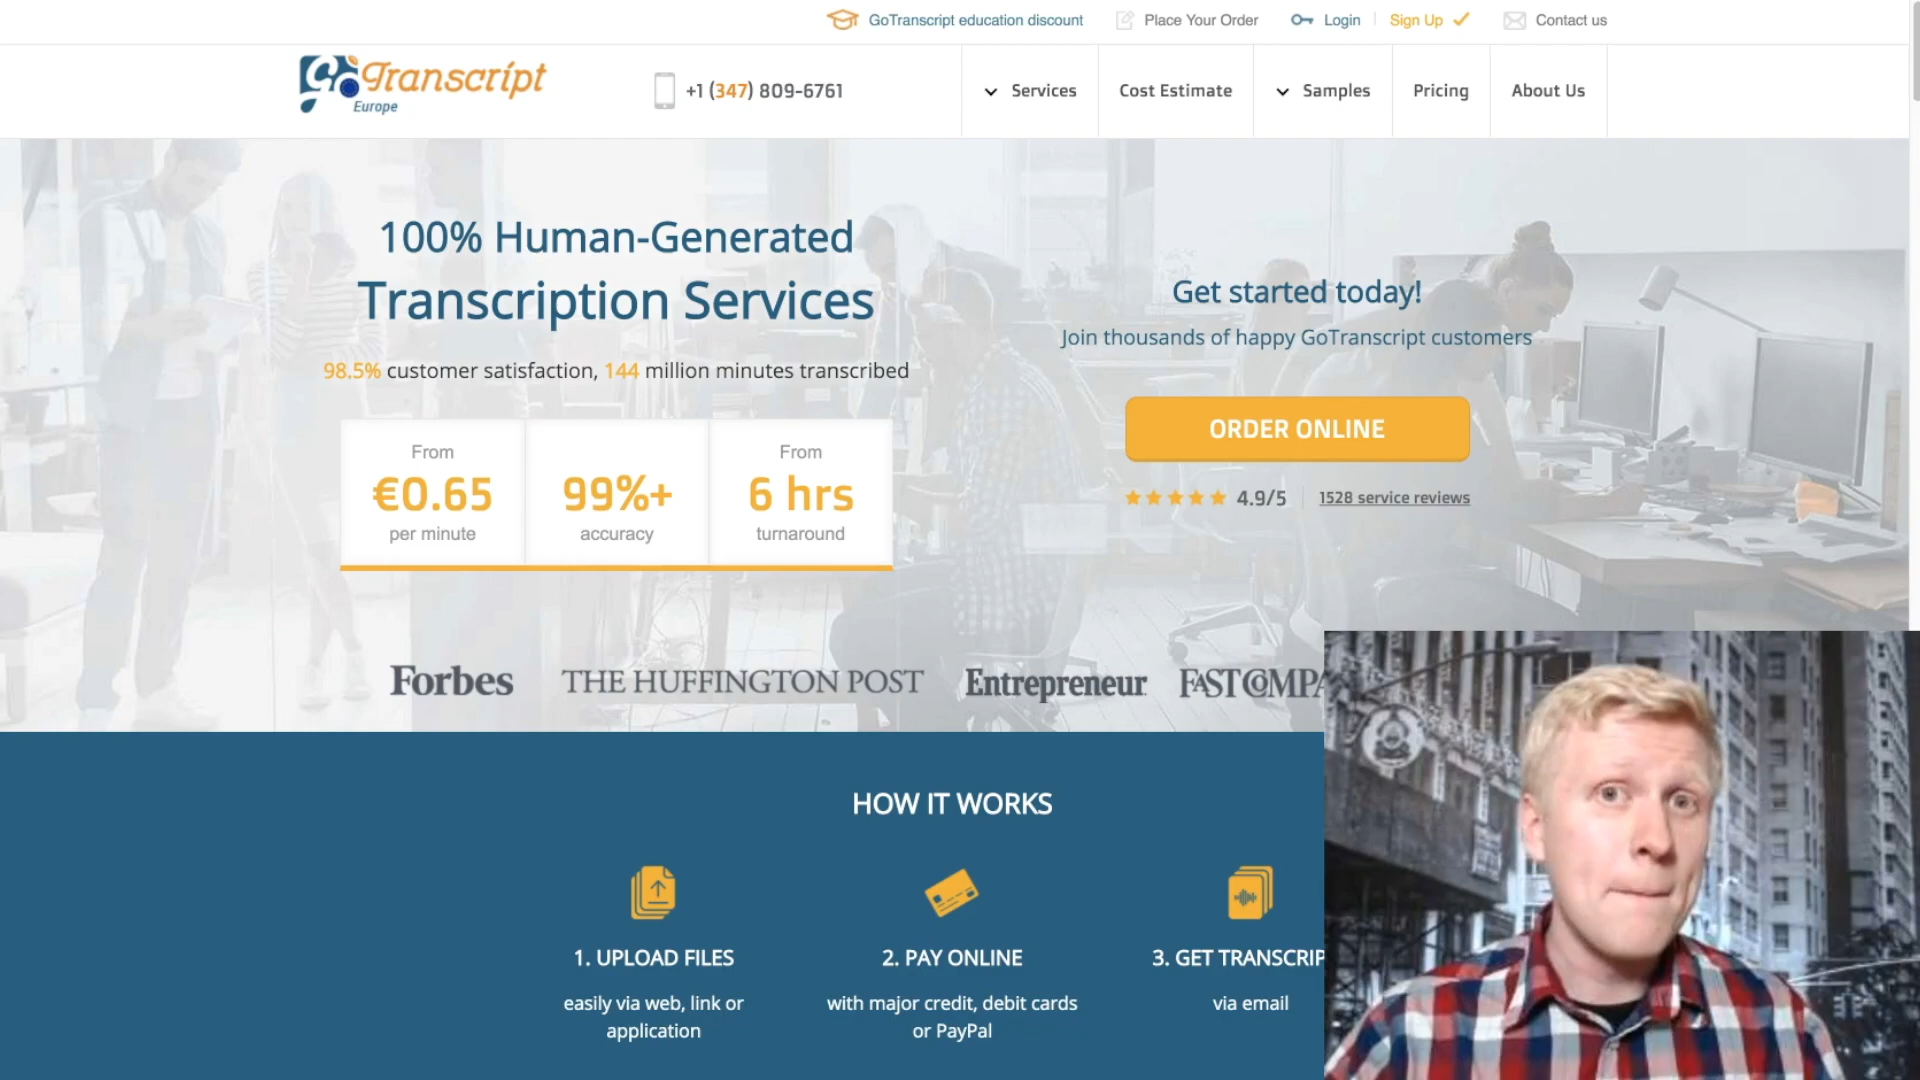 GoTranscript education discount
Place Your Order
Login
Sign Up
Contact us
GoTranscript
Europe
+1 (347) 809-6761
Services
Cost Estimate
Samples
Pricing
About Us
100% Human-Generated
Transcription Services
98.5% customer satisfaction, 144 million minutes transcribed
From
€0.65
per minute
99%+
accuracy
From
6 hrs
turnaround
Get started today!
Join thousands of happy GoTranscript customers
ORDER ONLINE
4.9/5
1528 service reviews
Forbes
THE HUFFINGTON POST
Entrepreneur
FAST COMPA
HOW IT WORKS
1. UPLOAD FILES
easily via web, link or
application
2. PAY ONLINE
with major credit, debit cards
or PayPal
3. GET TRANSCRIP
via email